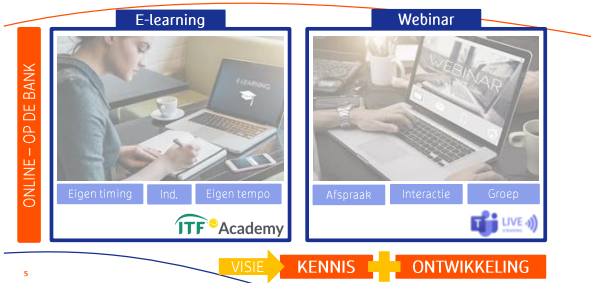 E-learning
Webinar
ONLINE – OP DE BANK
E-LEARNING
WEBINAR
Eigen timing
Ind.
Eigen tempo
Afspraak
Interactie
Groep
ITF Academy
LIVE
VISIE
KENNIS
ONTWIKKELING
5